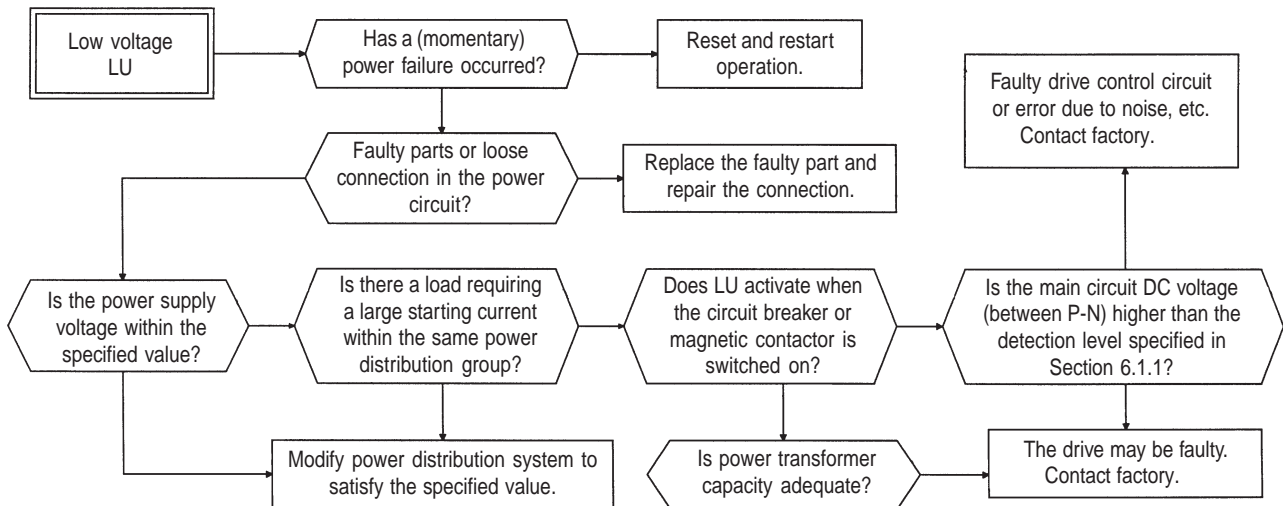 Low voltage
LU
Has a (momentary)
power failure occurred?
Reset and restart
operation.
Faulty drive control circuit
or error due to noise, etc.
Contact factory.
Faulty parts or loose
connection in the power
circuit?
Replace the faulty part and
repair the connection.
Is the power supply
voltage within the
specified value?
Is there a load requiring
a large starting current
within the same power
distribution group?
Does LU activate when
the circuit breaker or
magnetic contactor is
switched on?
Is the main circuit DC voltage
(between P-N) higher than the
detection level specified in
Section 6.1.1?
Modify power distribution system to
satisfy the specified value.
Is power transformer
capacity adequate?
The drive may be faulty.
Contact factory.